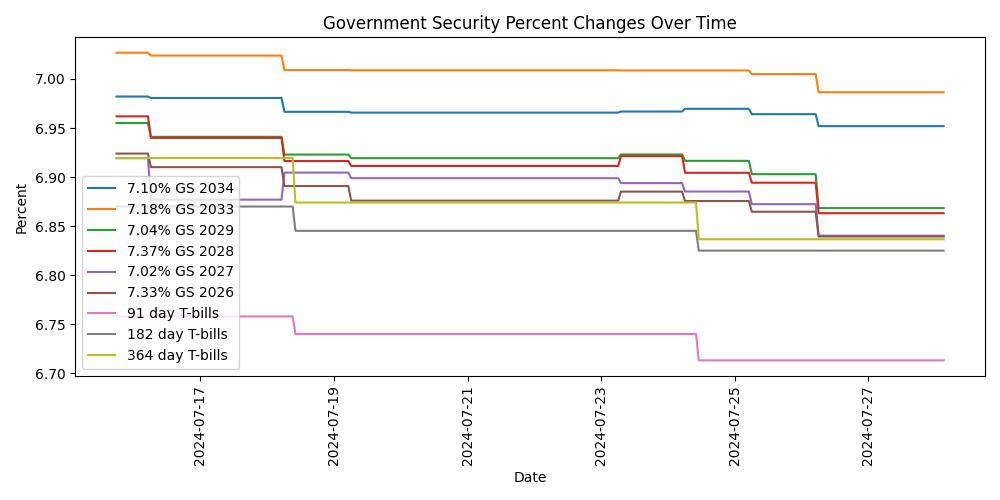 Government Security Percent Changes Over Time
Percent
7.00
6.95
6.90
6.85
6.80
6.75
6.70
7.10% GS 2034
7.18% GS 2033
7.04% GS 2029
7.37% GS 2028
7.02% GS 2027
7.33% GS 2026
91 day T-bills
182 day T-bills
364 day T-bills
2024-07-17
2024-07-19
2024-07-21
2024-07-23
2024-07-25
2024-07-27
Date